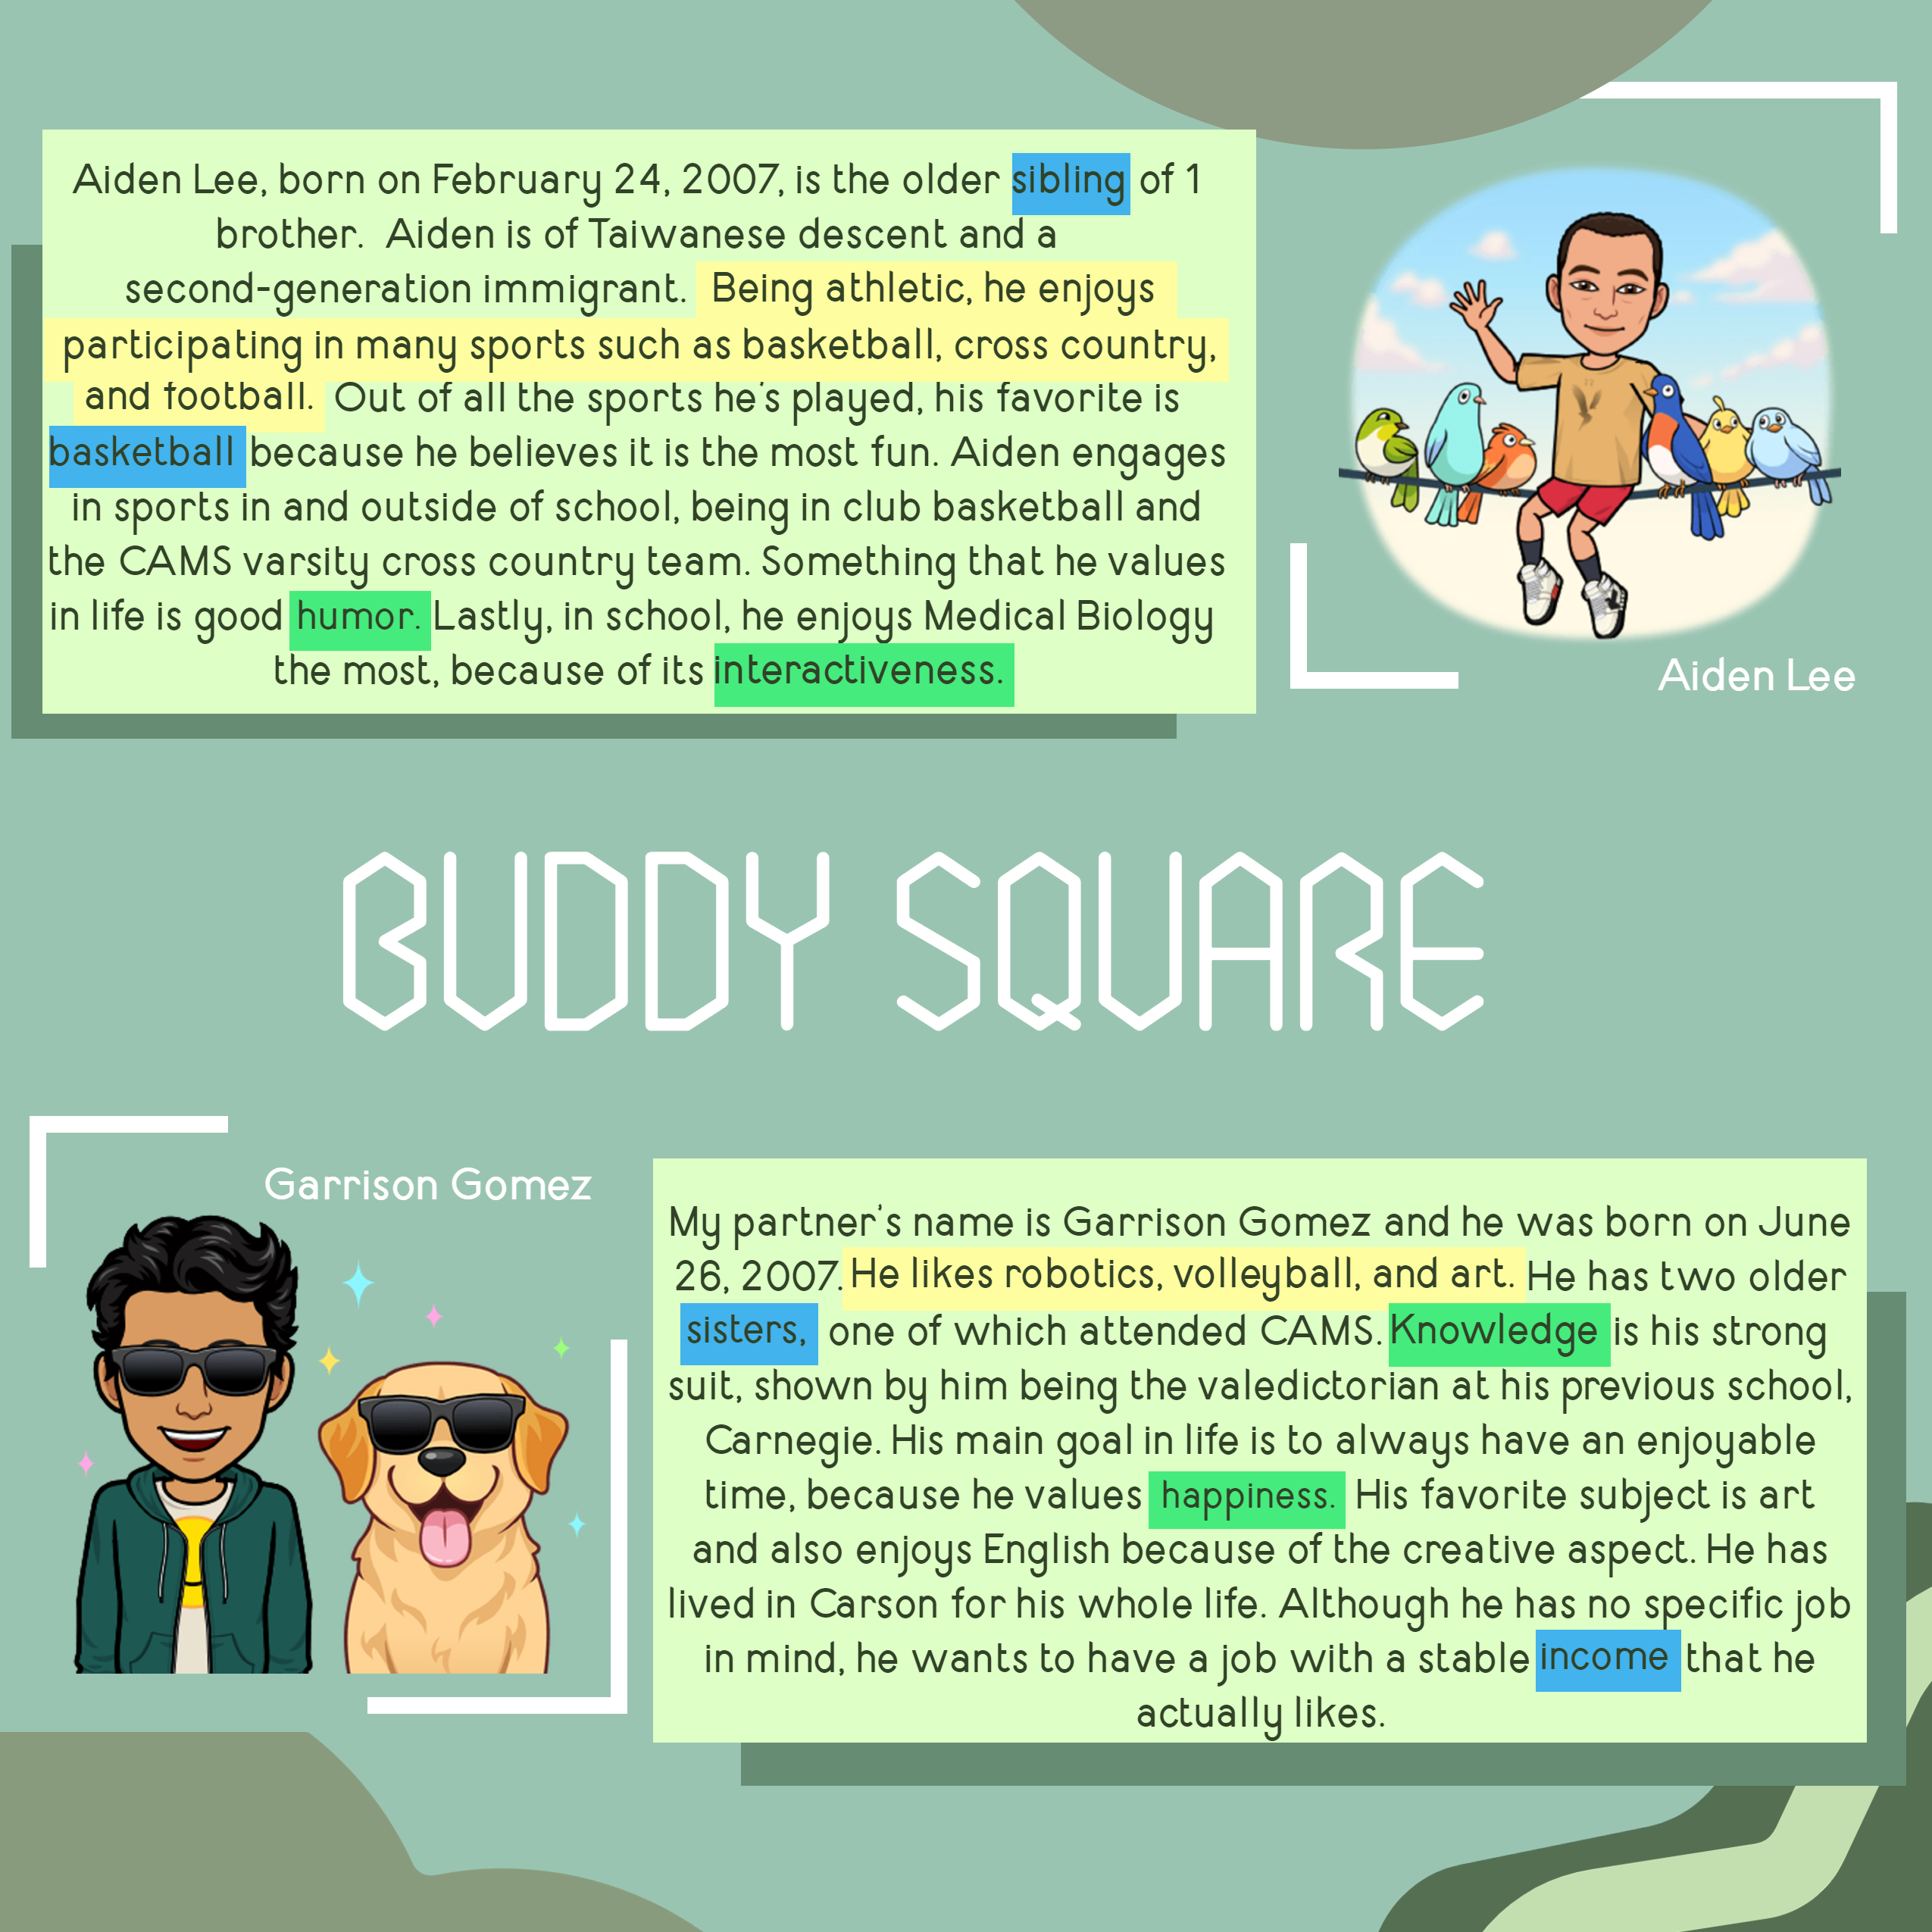 Aiden Lee, born on February 24, 2007, is the older sibling of 1
brother. Aiden is of Taiwanese descent and a
second-generation immigrant. Being athletic, he enjoys
participating in many sports such as basketball, cross country,
and football. Out of all the sports he's played, his favorite is
basketball because he believes it is the most fun. Aiden engages
in sports in and outside of school, being in club basketball and
the CAMS varsity cross country team. Something that he values
in life is good humor. Lastly, in school, he enjoys Medical Biology
the most, because of its interactiveness.
Aiden Lee
BUDDY SQUARE
Garrison Gomez
My partner's name is Garrison Gomez and he was born on June
26, 2007. He likes robotics, volleyball, and art. He has two older
sisters, one of which attended CAMS. Knowledge is his strong
suit, shown by him being the valedictorian at his previous school,
Carnegie. His main goal in life is to always have an enjoyable
time, because he values happiness. His favorite subject is art
and also enjoys English because of the creative aspect. He has
lived in Carson for his whole life. Although he has no specific job
in mind, he wants to have a job with a stable income that he
actually likes.